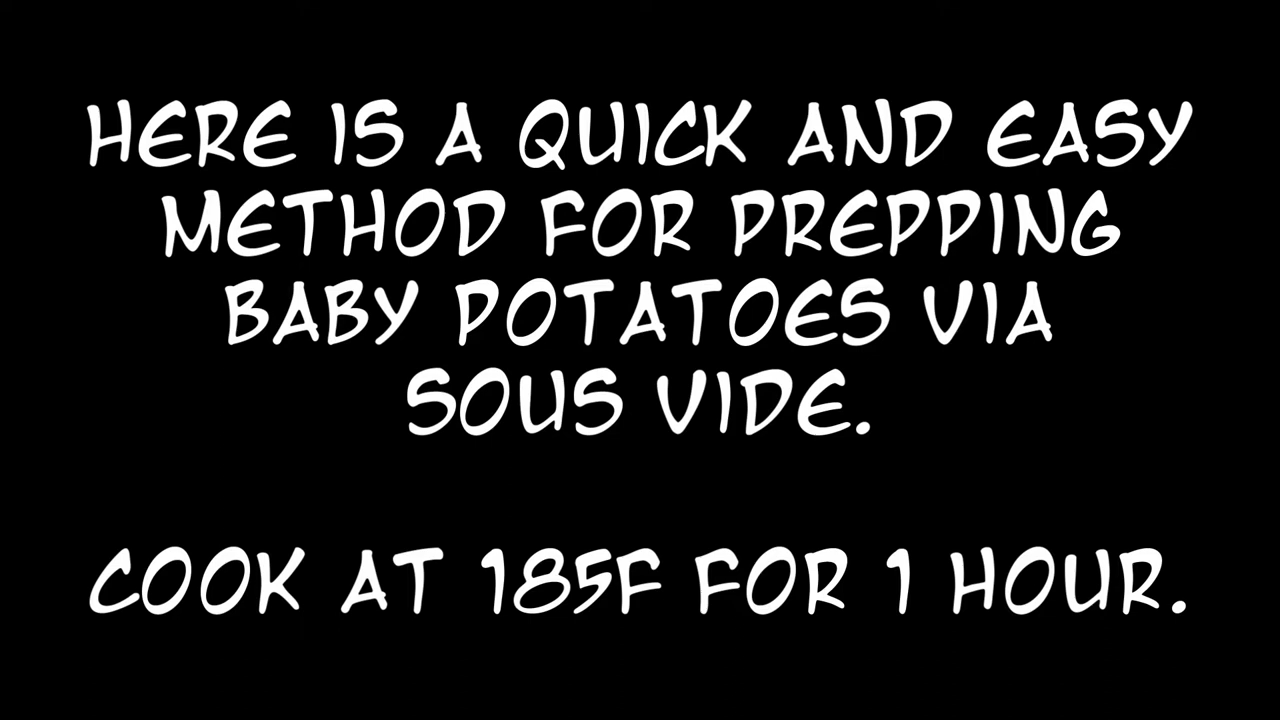 HERE IS A QUICK AND EASY
METHOD FOR PREPPING
BABY POTATOES VIA
SOUS VIDE.
COOK AT 185F FOR 1 HOUR.